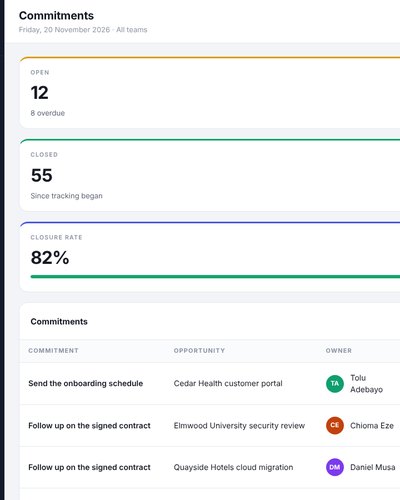 Commitments
Friday, 20 November 2026 · All teams
OPEN
12
8 overdue
CLOSED
55
Since tracking began
CLOSURE RATE
82%
Commitments
COMMITMENT OPPORTUNITY OWNER
Send the onboarding schedule Cedar Health customer portal TA Tolu
Adebayo
Follow up on the signed contract Elmwood University security review CE Chioma Eze
Follow up on the signed contract Quayside Hotels cloud migration DM Daniel Musa